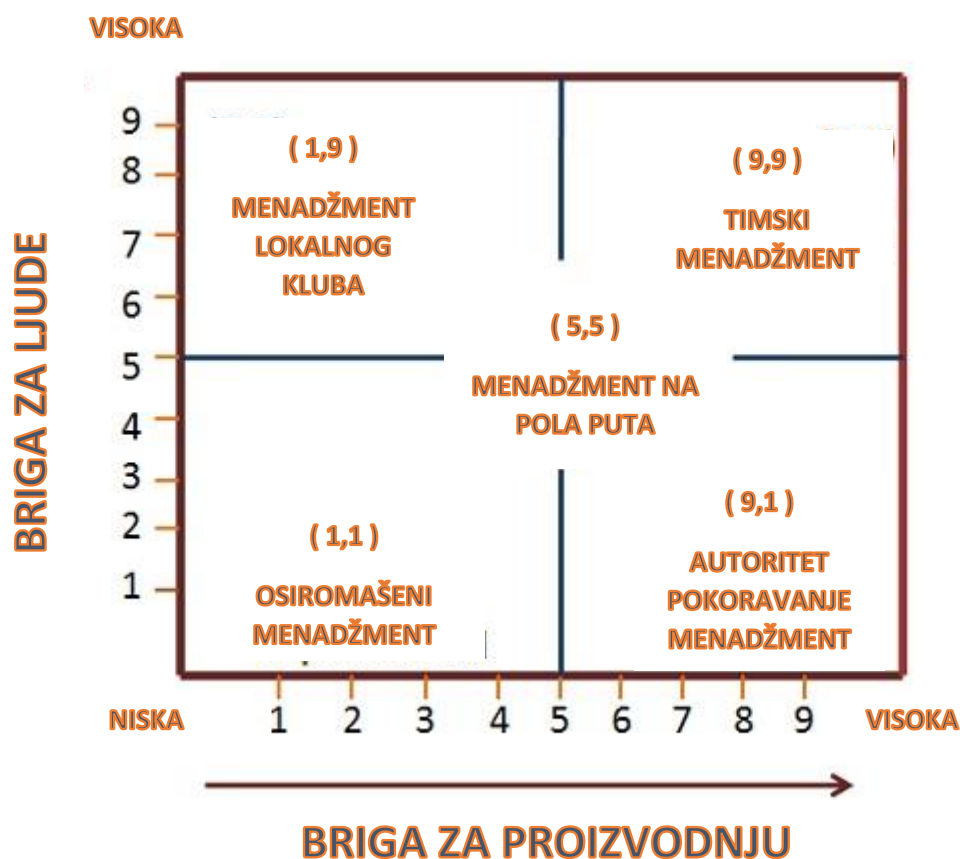 VISOKA
BRIGA ZA LJUDE
9
8
7
6
5
4
3
2
1
( 1,9 )
MENADŽMENT
LOKALNOG
KLUBA
( 9,9 )
TIMSKI
MENADŽMENT
( 5,5 )
MENADŽMENT NA
POLA PUTA
( 1,1 )
OSIROMAŠENI
MENADŽMENT
( 9,1 )
AUTORITET
POKORAVANJE
MENADŽMENT
NISKA
1 2 3 4 5 6 7 8 9
VISOKA
BRIGA ZA PROIZVODNJU